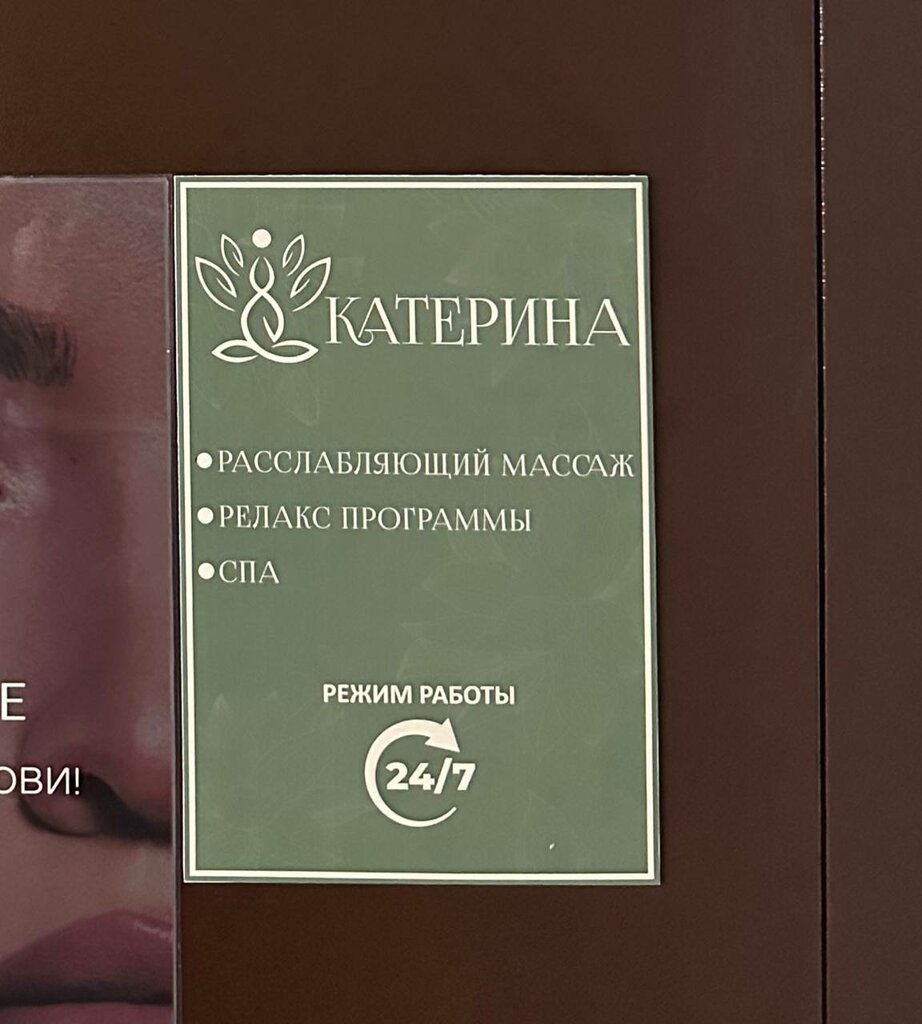 КАТЕРИНА
•РАССЛАБЛЯЮЩИЙ МАССАЖ
•РЕЛАКС ПРОГРАММЫ
•СПА
РЕЖИМ РАБОТЫ
24/7
Е
ОВИ!